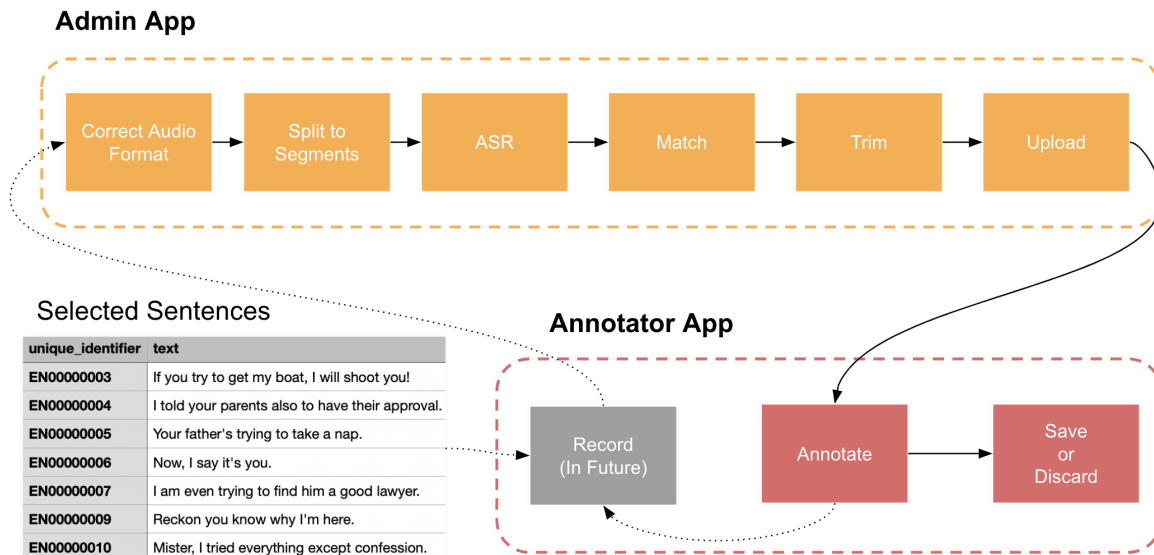 Admin App
Correct Audio
Format
Split to
Segments
ASR
Match
Trim
Upload
Selected Sentences
unique_identifier text
EN00000003 If you try to get my boat, I will shoot you!
EN00000004 I told your parents also to have their approval.
EN00000005 Your father's trying to take a nap.
EN00000006 Now, I say it's you.
EN00000007 I am even trying to find him a good lawyer.
EN00000009 Reckon you know why I'm here.
EN00000010 Mister, I tried everything except confession.
Annotator App
Record
(In Future)
Annotate
Save
or
Discard